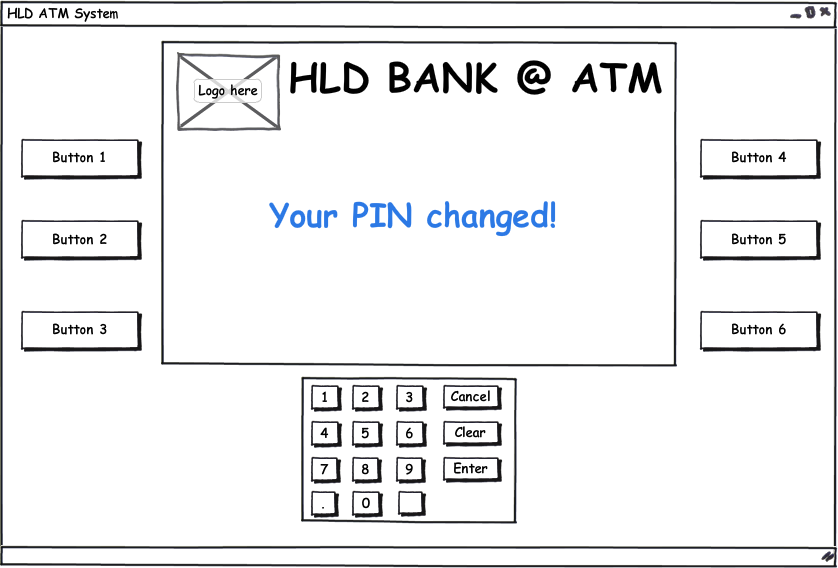 HLD ATM System
Logo here
HLD BANK @ ATM
Button 1
Button 4
Your PIN changed!
Button 2
Button 5
Button 3
Button 6
1 2 3 Cancel
4 5 6 Clear
7 8 9 Enter
. 0